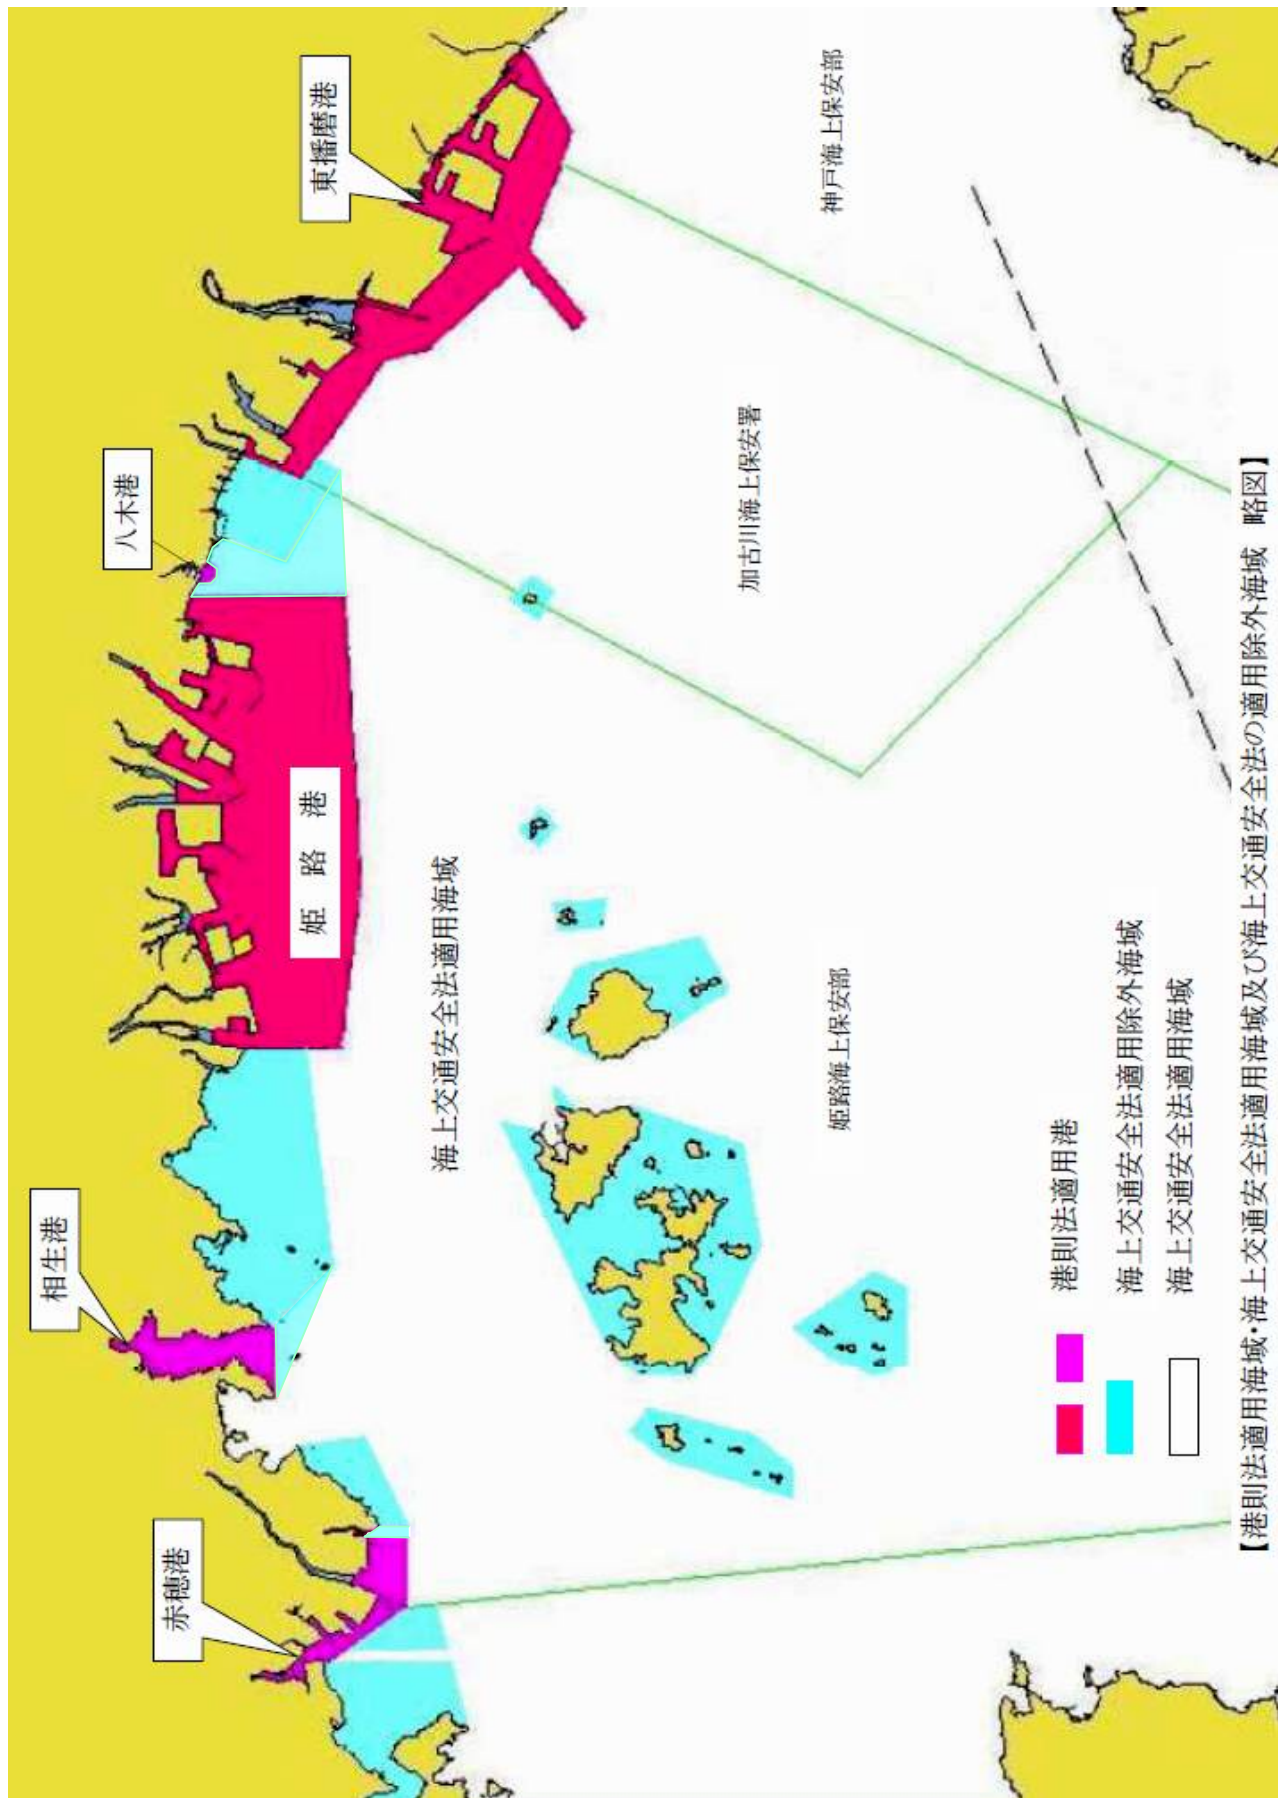 赤穂港
相生港
八木港
東播磨港
姫 路 港
海上交通安全法適用海域
姫路海上保安部
加古川海上保安署
神戸海上保安部
港則法適用港
海上交通安全法適用除外海域
海上交通安全法適用海域
【港則法適用海域・海上交通安全法適用海域及び海上交通安全法の適用除外海域 略図】